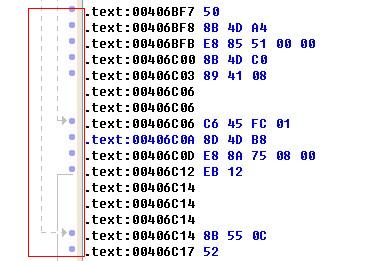 .text:00406BF7 50
.text:00406BF8 8B 4D A4
.text:00406BFB E8 85 51 00 00
.text:00406C00 8B 4D C0
.text:00406C03 89 41 08
.text:00406C06
.text:00406C06
.text:00406C06 C6 45 FC 01
.text:00406C0A 8D 4D B8
.text:00406C0D E8 8A 75 08 00
.text:00406C12 EB 12
.text:00406C14
.text:00406C14
.text:00406C14
.text:00406C14 8B 55 0C
.text:00406C17 52